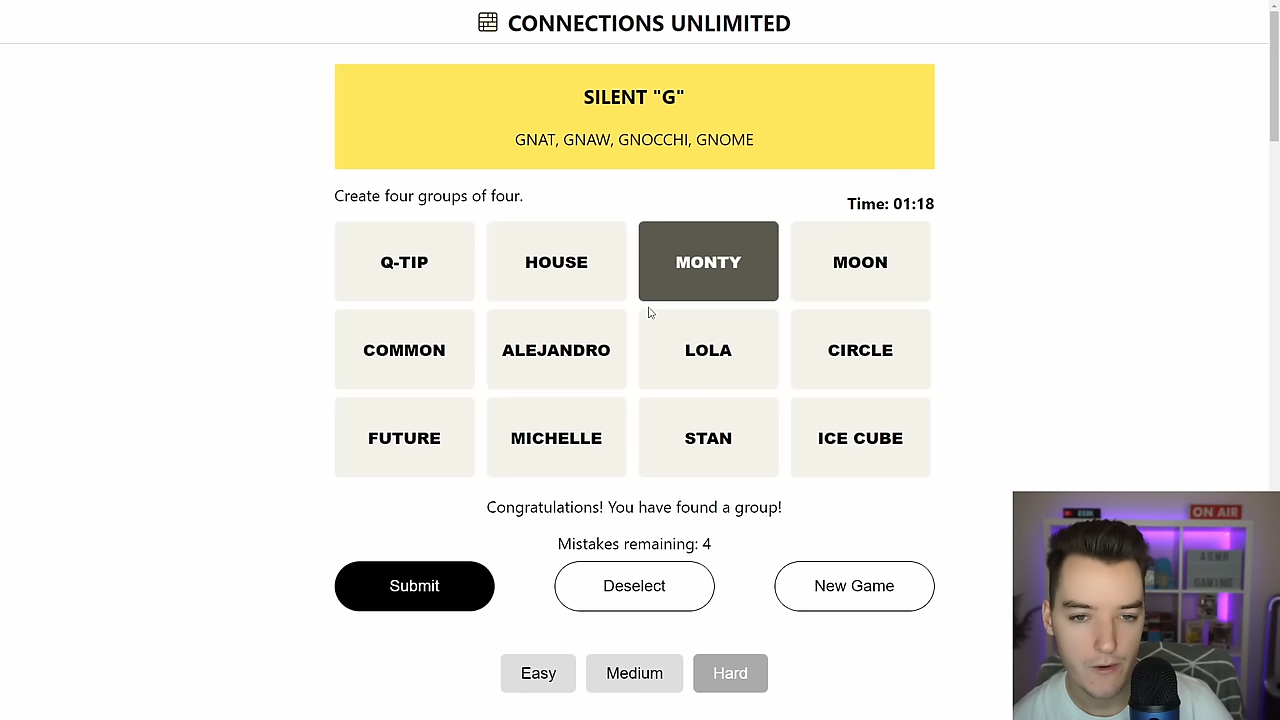 CONNECTIONS UNLIMITED
SILENT "G"
GNAT, GNAW, GNOCCHI, GNOME
Create four groups of four.
Time: 01:18
Q-TIP HOUSE MONTY MOON
COMMON ALEJANDRO LOLA CIRCLE
FUTURE MICHELLE STAN ICE CUBE
Congratulations! You have found a group!
Mistakes remaining: 4
Submit Deselect New Game
Easy Medium Hard
ON AIR
ASMR
GAMING